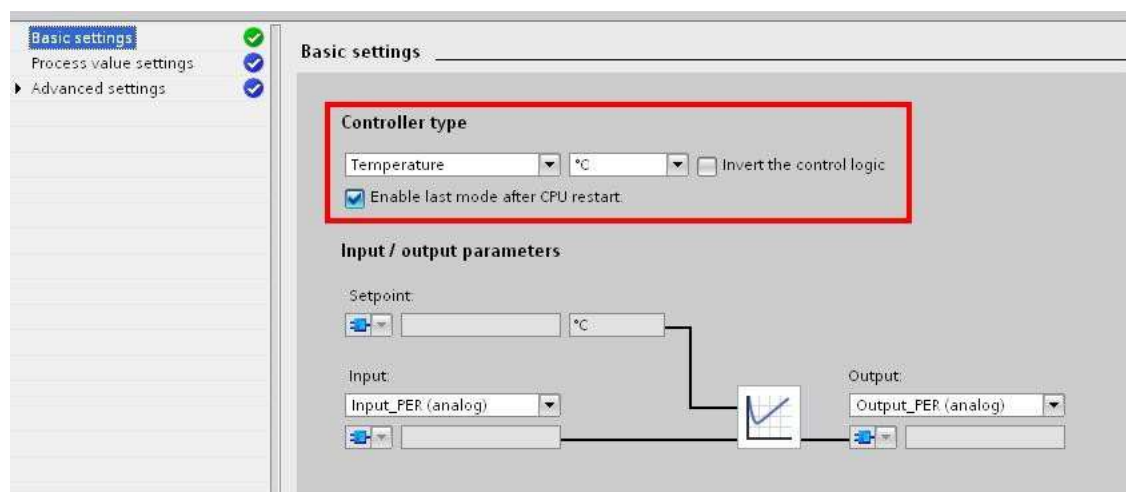 Basic settings
Process value settings
Advanced settings
Basic settings
Controller type
Temperature °C Invert the control logic
Enable last mode after CPU restart.
Input / output parameters
Setpoint:
°C
Input: Output:
Input_PER (analog) Output_PER (analog)